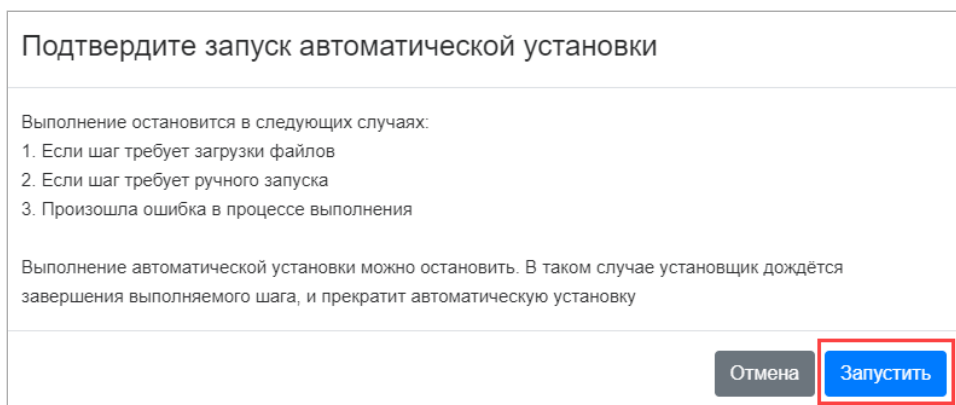 Подтвердите запуск автоматической установки
Выполнение остановится в следующих случаях:
1. Если шаг требует загрузки файлов
2. Если шаг требует ручного запуска
3. Произошла ошибка в процессе выполнения
Выполнение автоматической установки можно остановить. В таком случае установщик дождётся
завершения выполняемого шага, и прекратит автоматическую установку
Отмена Запустить